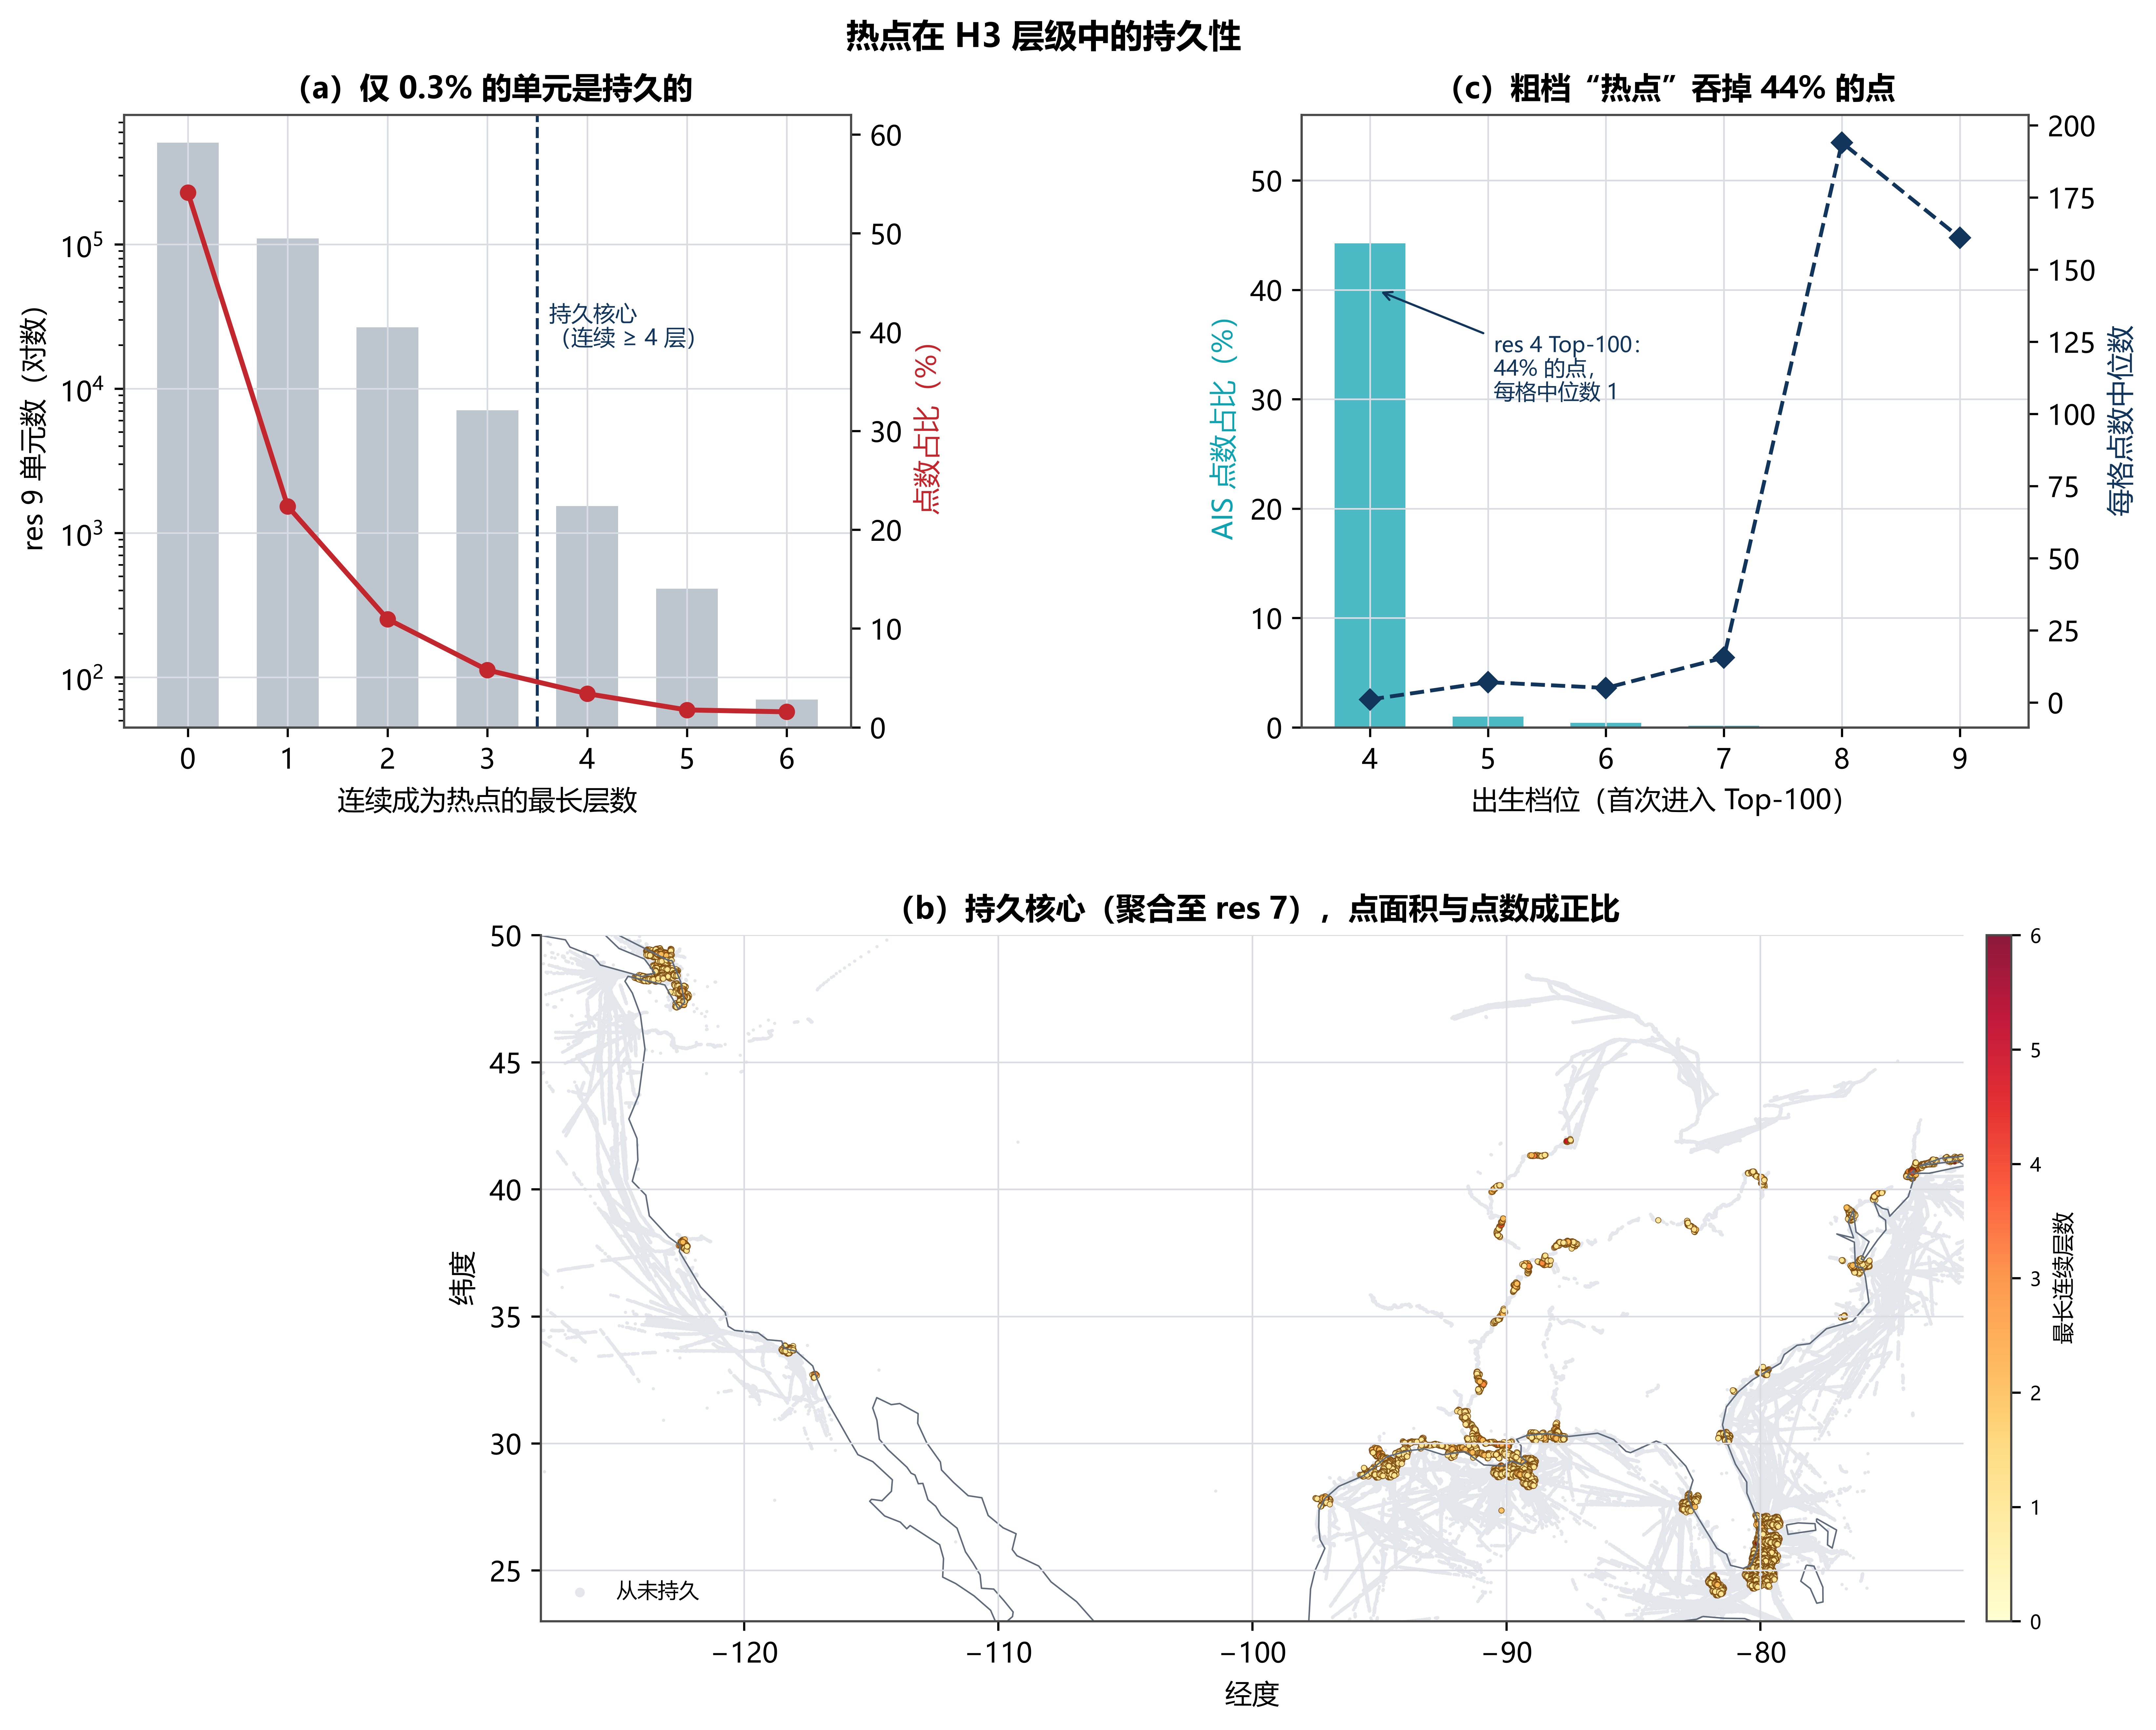 热点在 H3 层级中的持久性
（a）仅 0.3% 的单元是持久的
10⁵
10⁴
10³
10²
res 9 单元数（对数）
60
50
40
30
20
10
0
点数占比（%）
持久核心
（连续 ≥ 4 层）
0 1 2 3 4 5 6
连续成为热点的最长层数
（c）粗档“热点”吞掉 44% 的点
50
40
30
20
10
0
AIS 点数占比（%）
200
175
150
125
100
75
50
25
0
每格点数中位数
res 4 Top-100：
44% 的点，
每格中位数 1
4 5 6 7 8 9
出生档位（首次进入 Top-100）
（b）持久核心（聚合至 res 7），点面积与点数成正比
50
45
40
35
30
25
纬度
从未持久
−120 −110 −100 −90 −80
经度
6
5
4
3
2
1
0
最长连续层数